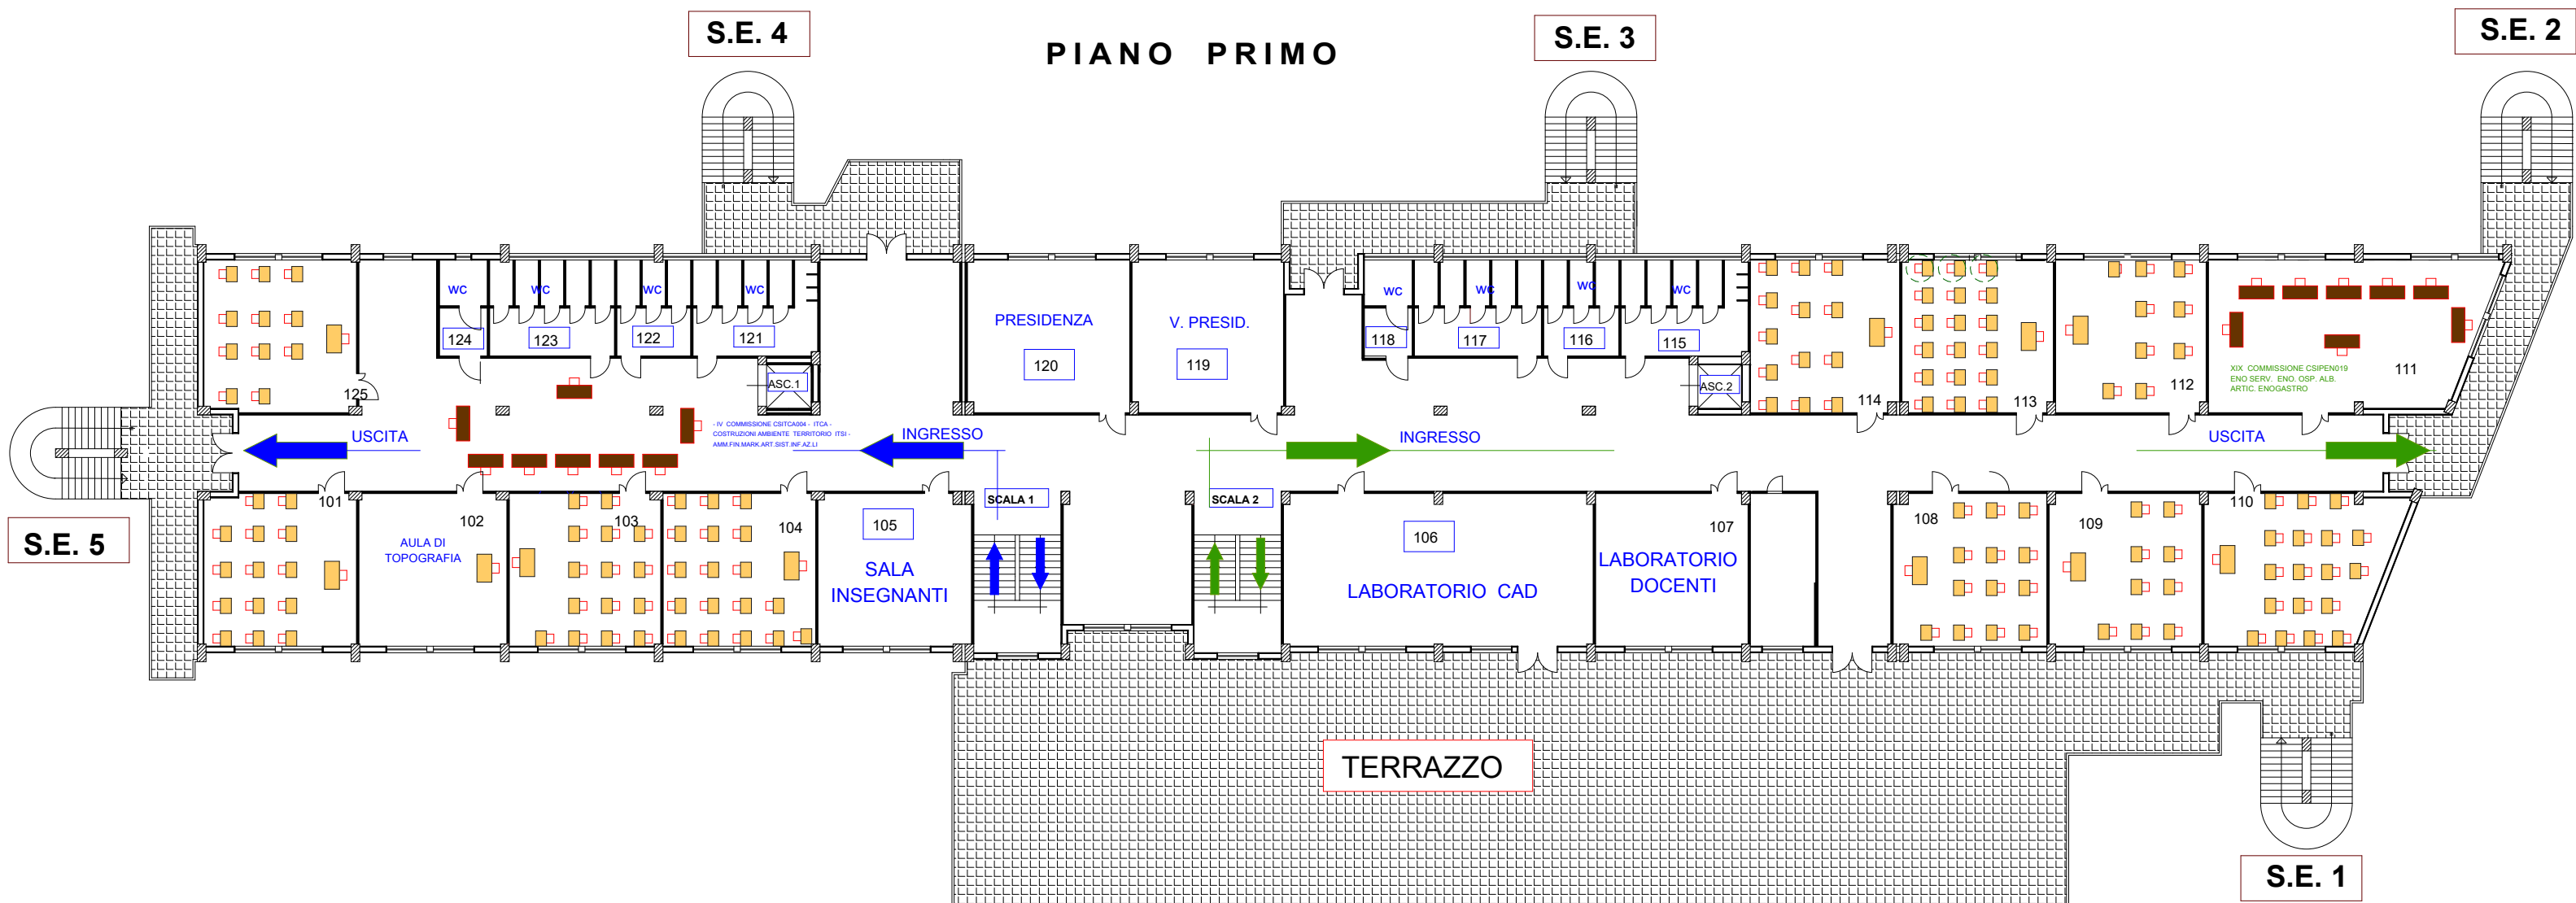 S.E. 4
PIANO PRIMO
S.E. 3
S.E. 2
WC
WC
WC
WC
124
123
122
121
125
ASC.1
PRESIDENZA
120
V. PRESID.
119
WC
WC
WC
WC
118
117
116
115
ASC.2
114
113
112
111
XIX COMMISSIONE CSIPEN019
ENO SERV. ENO. OSP. ALB.
ARTIC. ENOGASTRO
- IV COMMISSIONE CSITCA004 - ITCA -
COSTRUZIONI AMBIENTE TERRITORIO ITSI -
AMM.FIN.MARK.ART.SIST.INF.AZ.LI
USCITA
INGRESSO
INGRESSO
USCITA
S.E. 5
101
102
AULA DI
TOPOGRAFIA
103
104
105
SALA
INSEGNANTI
SCALA 1
SCALA 2
106
LABORATORIO CAD
107
LABORATORIO
DOCENTI
108
109
110
TERRAZZO
S.E. 1